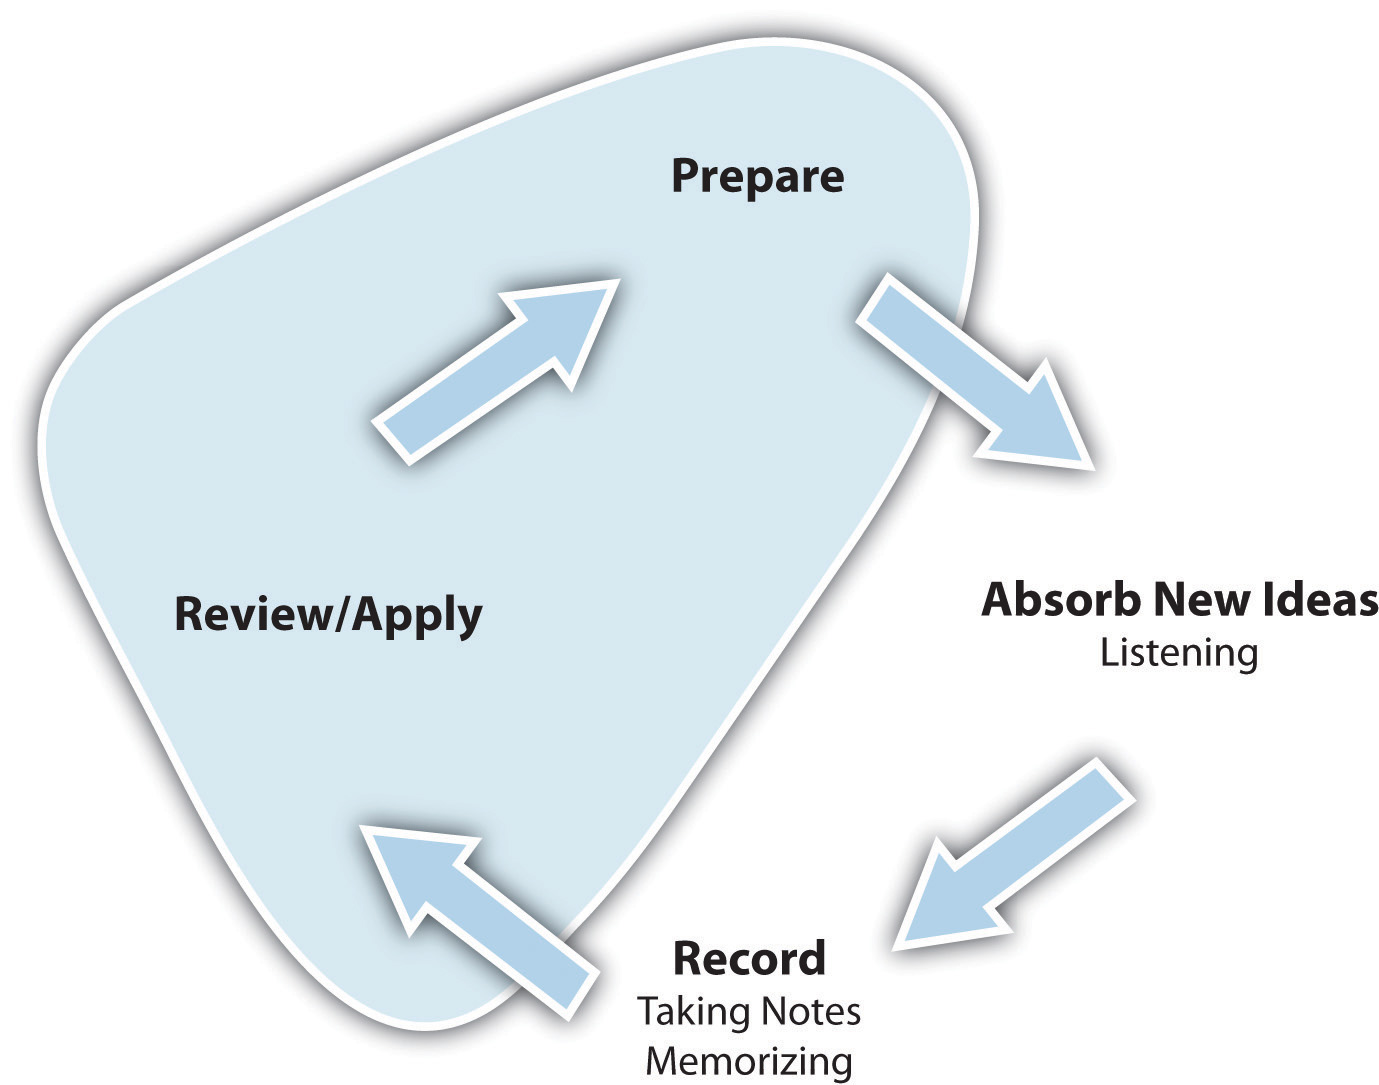 Prepare
Absorb New Ideas
Listening
Record
Taking Notes
Memorizing
Review/Apply